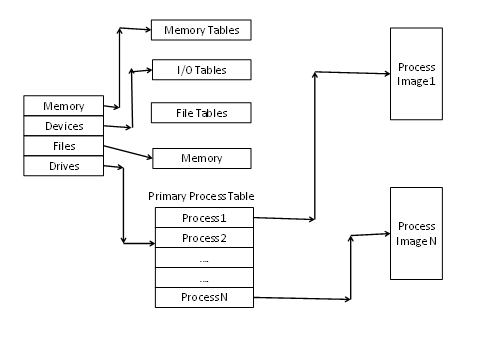 Memory Tables
I/O Tables
File Tables
Memory
Memory
Devices
Files
Drives
Primary Process Table
Process1
Process2
....
....
ProcessN
Process
Image1
Process
Image N